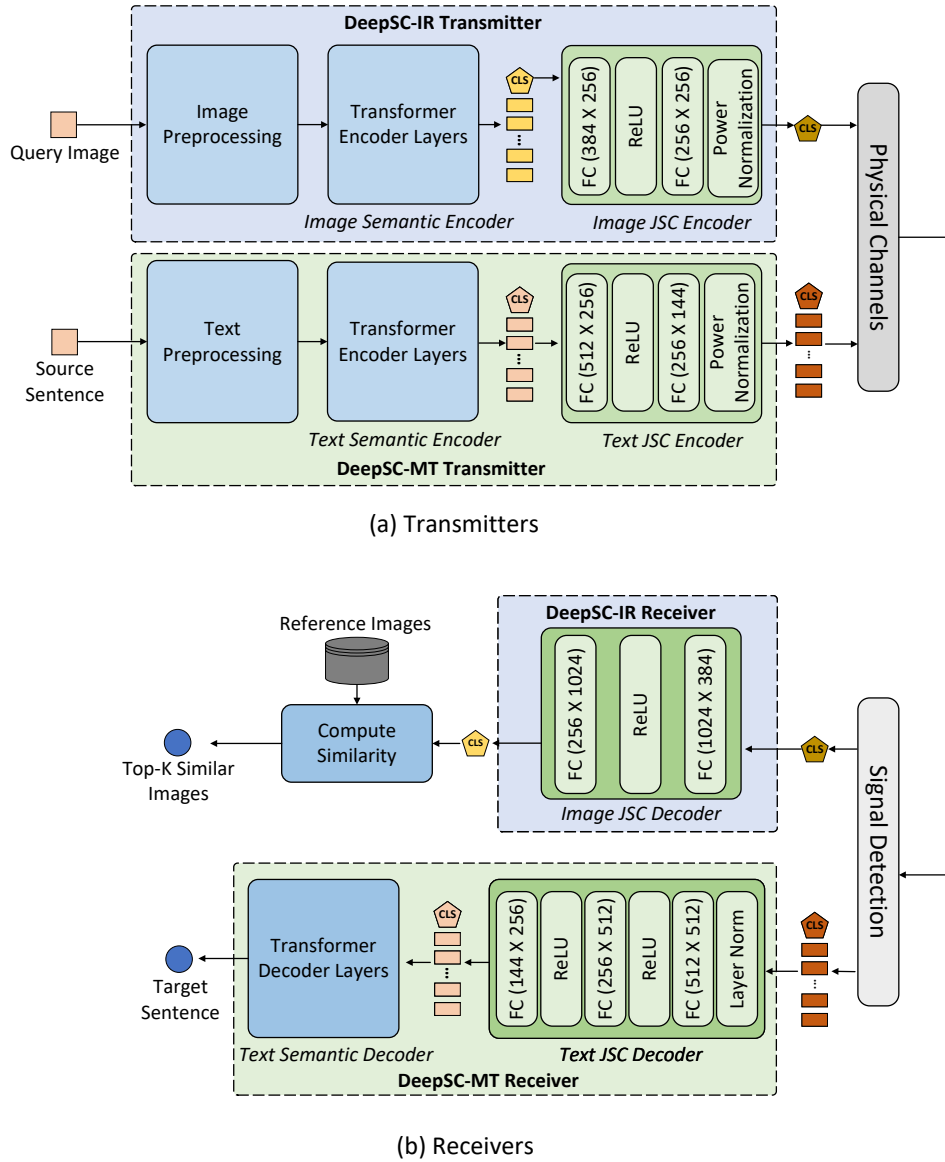 DeepSC-IR Transmitter
Query Image
Image
Preprocessing
Transformer
Encoder Layers
CLS
FC (384 X 256)
ReLU
FC (256 X 256)
Power
Normalization
CLS
Image Semantic Encoder
Image JSC Encoder
Physical Channels
Source
Sentence
Text
Preprocessing
Transformer
Encoder Layers
CLS
FC (512 X 256)
ReLU
FC (256 X 144)
Power
Normalization
CLS
Text Semantic Encoder
Text JSC Encoder
DeepSC-MT Transmitter
(a) Transmitters
DeepSC-IR Receiver
Reference Images
Compute
Similarity
Top-K Similar
Images
CLS
FC (256 X 1024)
ReLU
FC (1024 X 384)
CLS
Image JSC Decoder
Signal Detection
Target
Sentence
Transformer
Decoder Layers
CLS
FC (144 X 256)
ReLU
FC (256 X 512)
ReLU
FC (512 X 512)
Layer Norm
CLS
Text Semantic Decoder
Text JSC Decoder
DeepSC-MT Receiver
(b) Receivers